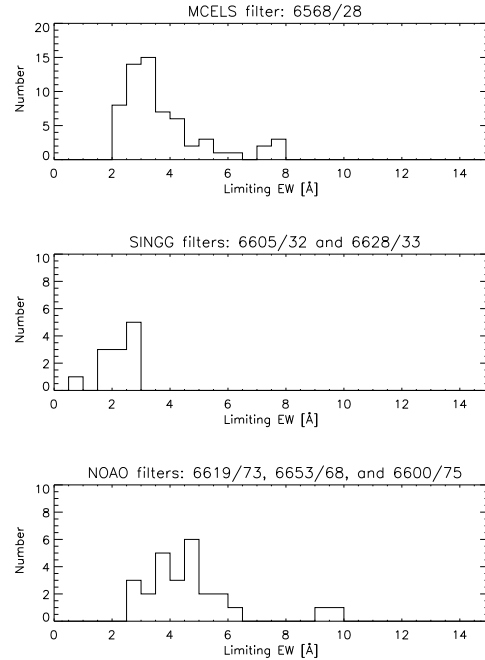 MCELS filter: 6568/28
20
15
10
5
0
Number
0 2 4 6 8 10 12 14
Limiting EW [Å]
SINGG filters: 6605/32 and 6628/33
10
8
6
4
2
0
Number
0 2 4 6 8 10 12 14
Limiting EW [Å]
NOAO filters: 6619/73, 6653/68, and 6600/75
10
8
6
4
2
0
Number
0 2 4 6 8 10 12 14
Limiting EW [Å]